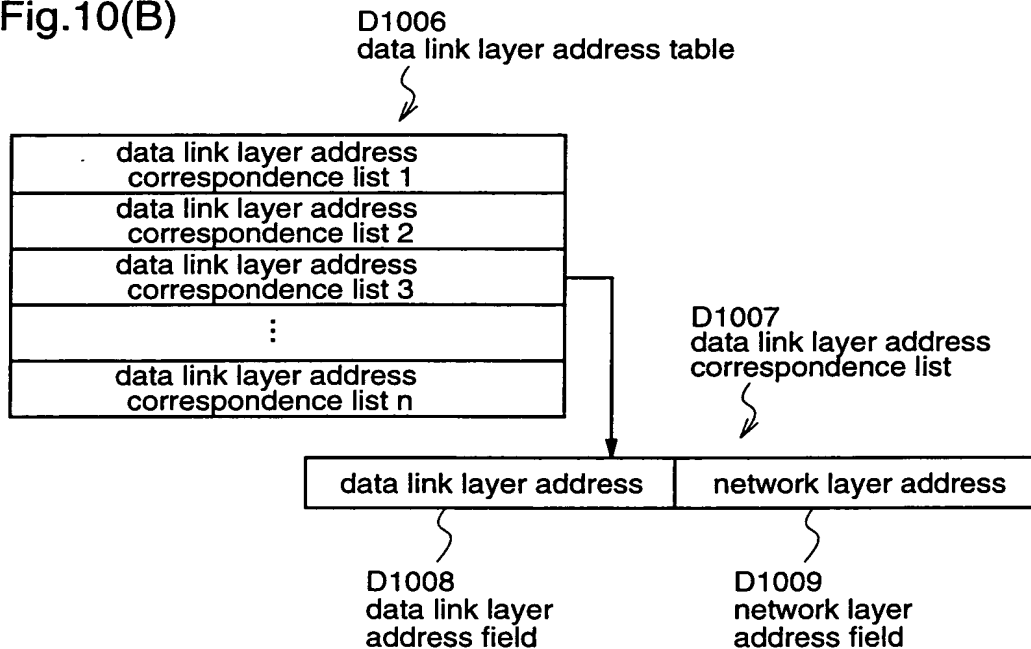 Fig.10(B)
D1006
data link layer address table
data link layer address
correspondence list 1
data link layer address
correspondence list 2
data link layer address
correspondence list 3
⋮
data link layer address
correspondence list n
D1007
data link layer address
correspondence list
data link layer address
network layer address
D1008
data link layer
address field
D1009
network layer
address field